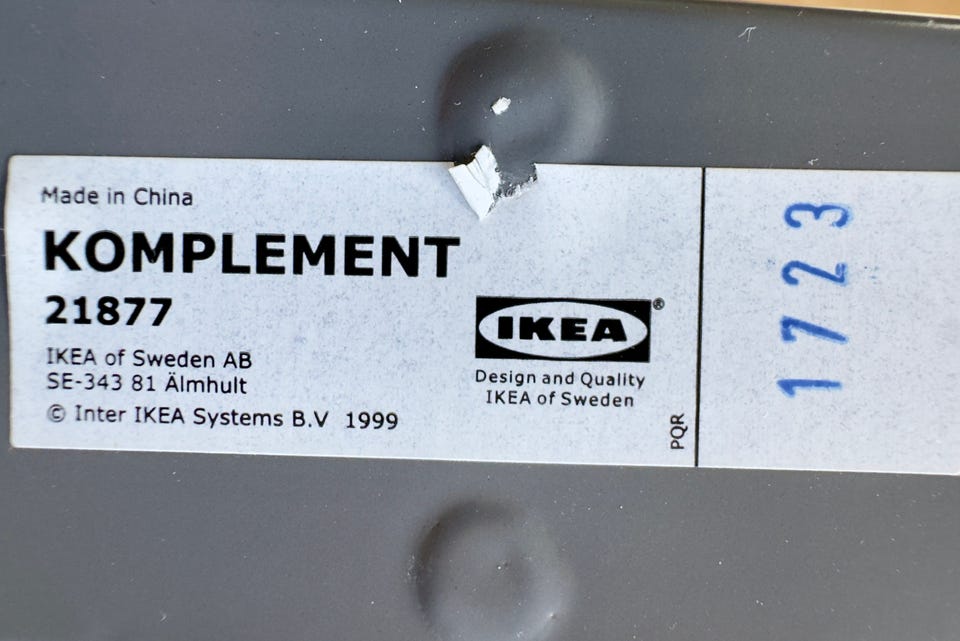 Made in China
KOMPLEMENT
21877
IKEA of Sweden AB
SE-343 81 Älmhult
© Inter IKEA Systems B.V 1999
IKEA®
Design and Quality
IKEA of Sweden
PQR
1723